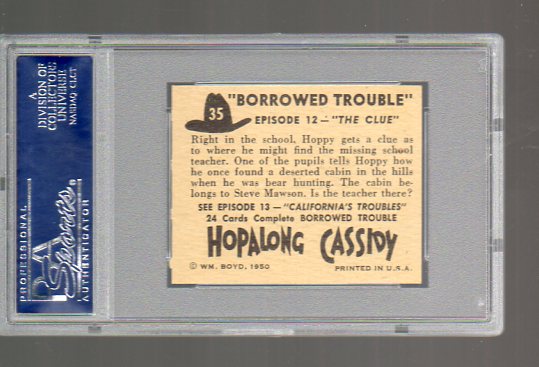 A
DIVISION OF
COLLECTORS
UNIVERSE
NASDAQ: CLCT
PROFESSIONAL
PSA
Sports
AUTHENTICATOR
35
"BORROWED TROUBLE"
EPISODE 12 — "THE CLUE"
Right in the school, Hoppy gets a clue as
to where he might find the missing school
teacher. One of the pupils tells Hoppy how
he once found a deserted cabin in the hills
when he was bear hunting. The cabin be-
longs to Steve Mawson. Is the teacher there?
SEE EPISODE 13 — "CALIFORNIA'S TROUBLES"
24 Cards Complete BORROWED TROUBLE
HOPALONG CASSIDY
© WM. BOYD, 1950
PRINTED IN U.S.A.